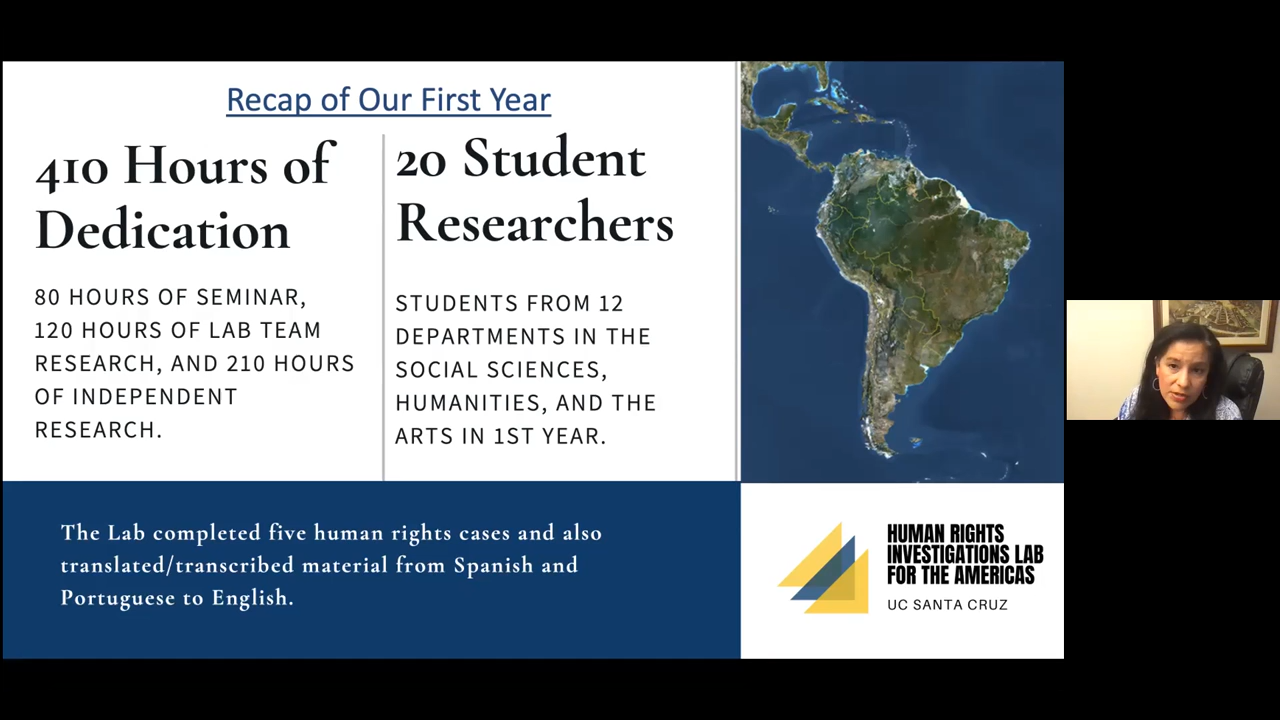 Recap of Our First Year
410 Hours of
Dedication
80 HOURS OF SEMINAR,
120 HOURS OF LAB TEAM
RESEARCH, AND 210 HOURS
OF INDEPENDENT
RESEARCH.
20 Student
Researchers
STUDENTS FROM 12
DEPARTMENTS IN THE
SOCIAL SCIENCES,
HUMANITIES, AND THE
ARTS IN 1ST YEAR.
The Lab completed five human rights cases and also
translated/transcribed material from Spanish and
Portuguese to English.
HUMAN RIGHTS
INVESTIGATIONS LAB
FOR THE AMERICAS
UC SANTA CRUZ